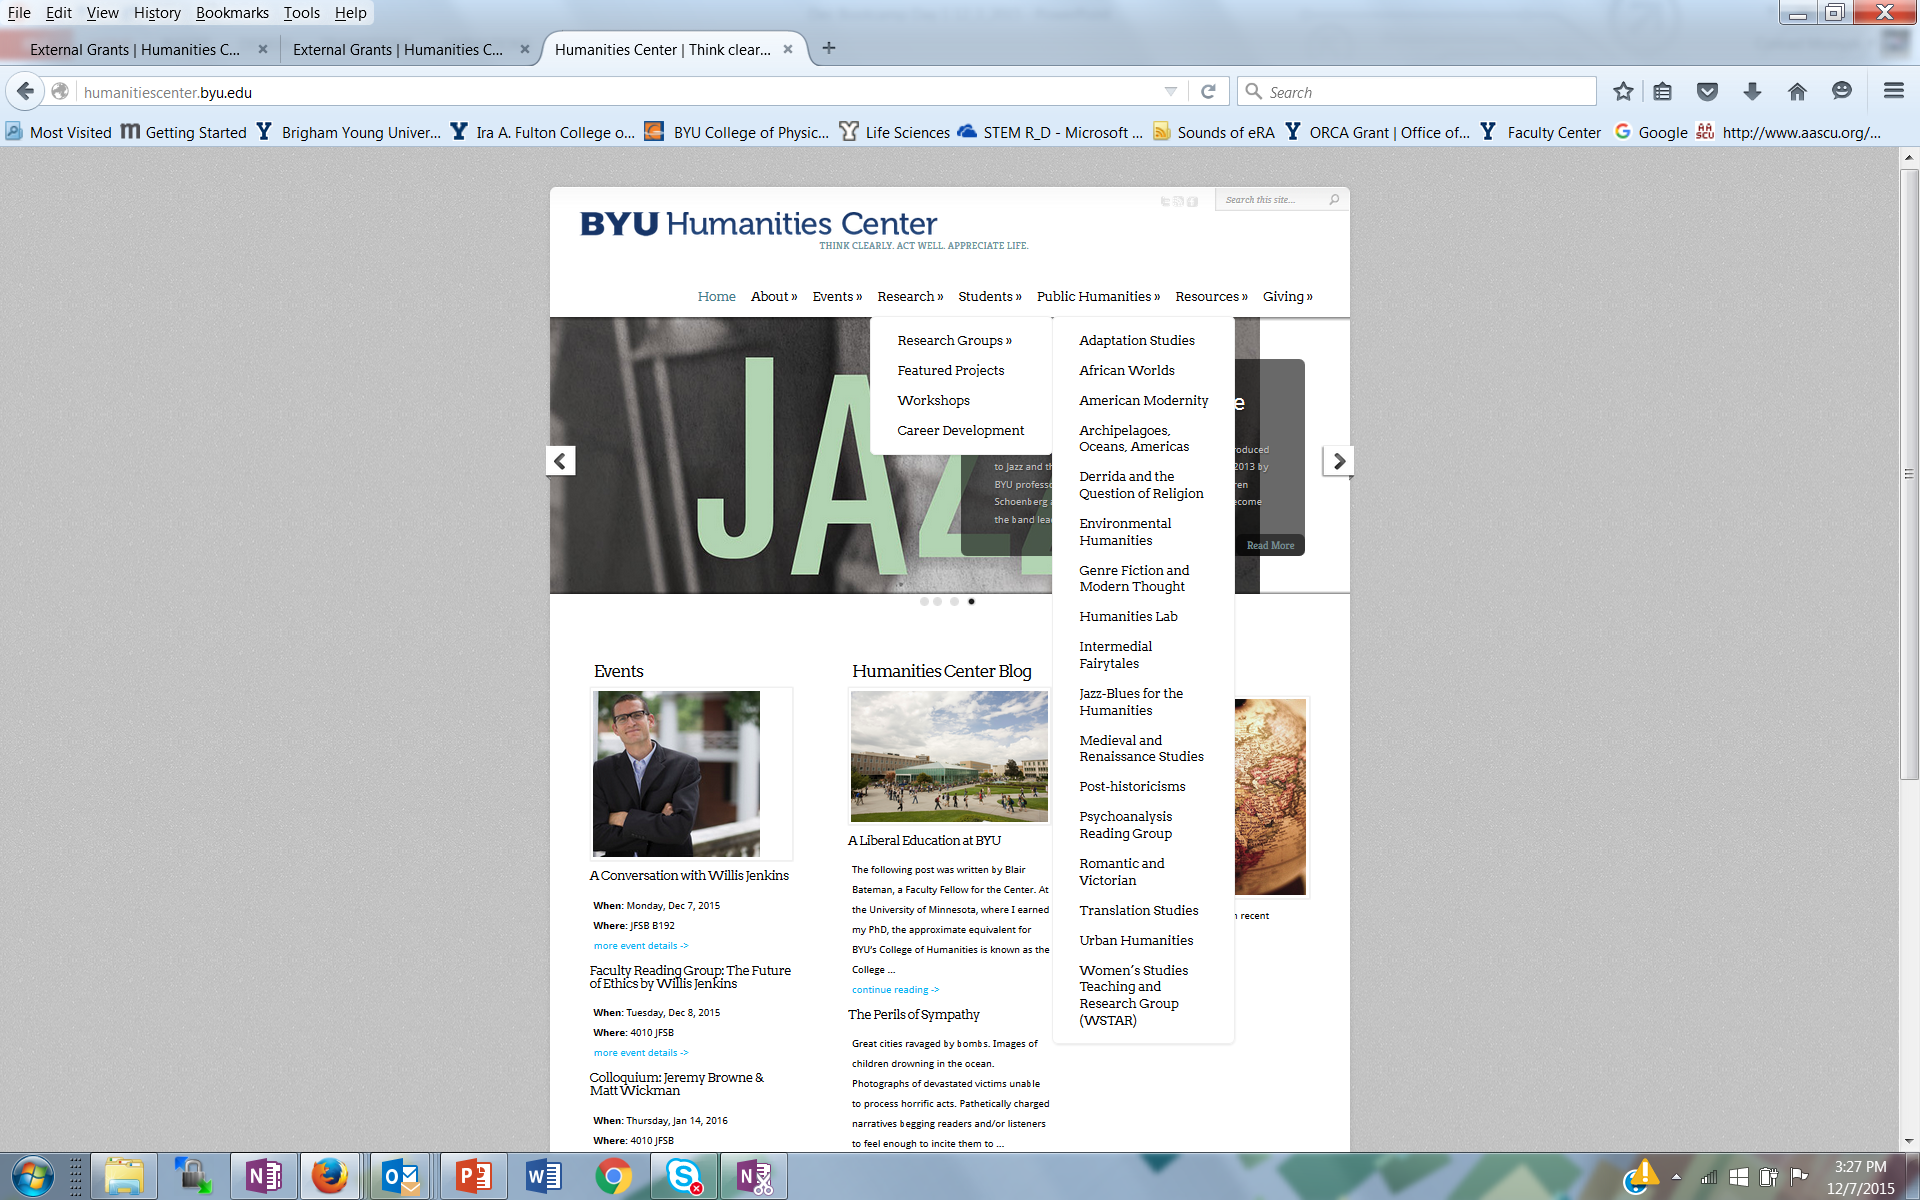 File Edit View History Bookmarks Tools Help
External Grants | Humanities C...
External Grants | Humanities C...
Humanities Center | Think clear...
humanitiescenter.byu.edu
Search
Most Visited
Getting Started
Brigham Young Univer...
Ira A. Fulton College o...
BYU College of Physic...
Life Sciences
STEM R_D - Microsoft ...
Sounds of eRA
ORCA Grant | Office of...
Faculty Center
Google
http://www.aascu.org/...
Search this site...
BYU Humanities Center
THINK CLEARLY. ACT WELL. APPRECIATE LIFE.
Home About » Events » Research » Students » Public Humanities » Resources » Giving »
Research Groups »
Featured Projects
Workshops
Career Development
Adaptation Studies
African Worlds
American Modernity
Archipelagoes,
Oceans, Americas
Derrida and the
Question of Religion
Environmental
Humanities
Genre Fiction and
Modern Thought
Humanities Lab
Intermedial
Fairytales
Jazz-Blues for the
Humanities
Medieval and
Renaissance Studies
Post-historicisms
Psychoanalysis
Reading Group
Romantic and
Victorian
Translation Studies
Urban Humanities
Women's Studies
Teaching and
Research Group
(WSTAR)
JAZ
to Jazz and
BYU
2013 by
Schoenberg
the band
Read More
Events
A Conversation with Willis Jenkins
When: Monday, Dec 7, 2015
Where: JFSB B192
more event details ->
Faculty Reading Group: The Future
of Ethics by Willis Jenkins
When: Tuesday, Dec 8, 2015
Where: 4010 JFSB
more event details ->
Colloquium: Jeremy Browne &
Matt Wickman
When: Thursday, Jan 14, 2016
Where: 4010 JFSB
Humanities Center Blog
A Liberal Education at BYU
The following post was written by Blair
Bateman, a Faculty Fellow for the Center. At
the University of Minnesota, where I earned
my PhD, the approximate equivalent for
BYU's College of Humanities is known as the
College ...
continue reading ->
The Perils of Sympathy
Great cities ravaged by bombs. Images of
children drowning in the ocean.
Photographs of devastated victims unable
to process horrific acts. Pathetically charged
narratives begging readers and/or listeners
to feel enough to incite them to ...
recent
3:27 PM
12/7/2015